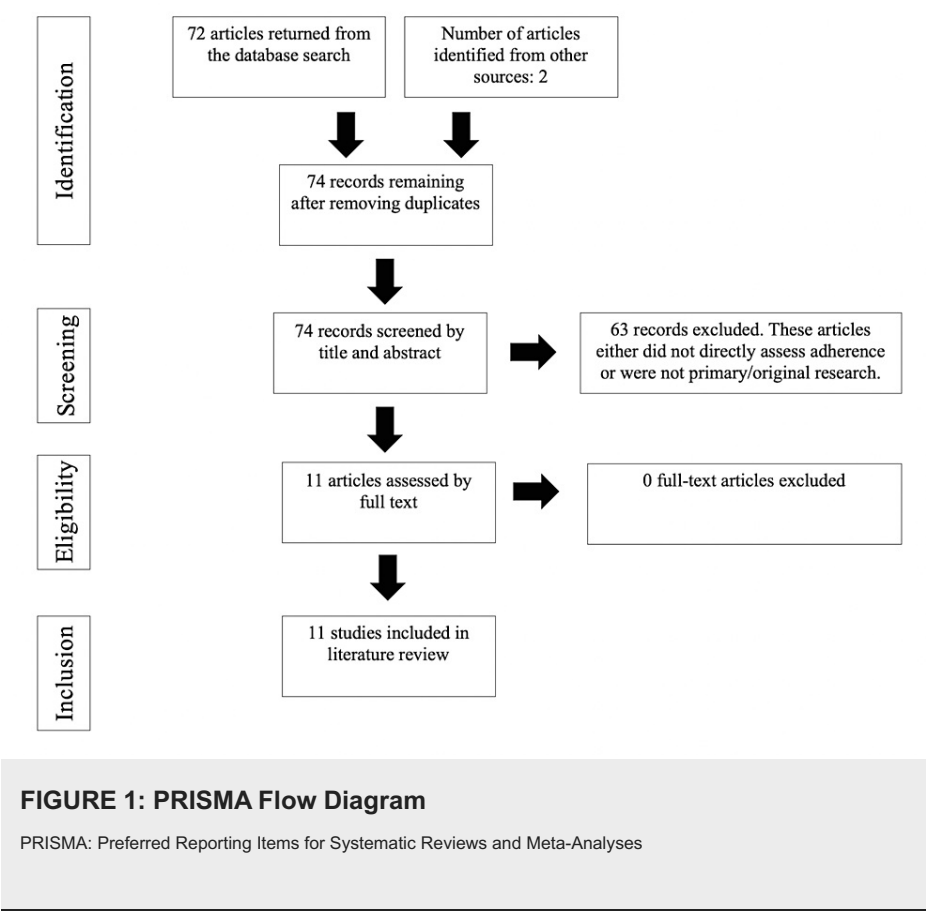 Identification
72 articles returned from
the database search
Number of articles
identified from other
sources: 2
74 records remaining
after removing duplicates
Screening
74 records screened by
title and abstract
63 records excluded. These articles
either did not directly assess adherence
or were not primary/original research.
Eligibility
11 articles assessed by
full text
0 full-text articles excluded
Inclusion
11 studies included in
literature review
FIGURE 1: PRISMA Flow Diagram
PRISMA: Preferred Reporting Items for Systematic Reviews and Meta-Analyses